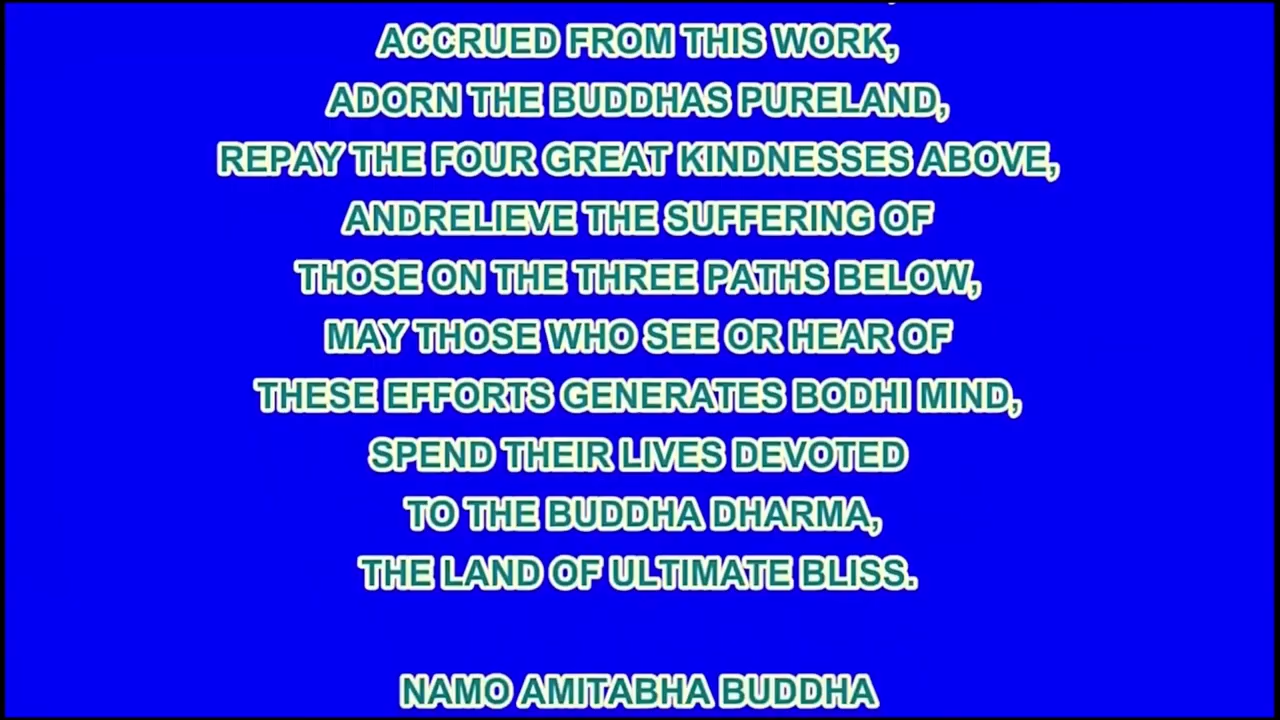 ACCRUED FROM THIS WORK,
ADORN THE BUDDHAS PURELAND,
REPAY THE FOUR GREAT KINDNESSES ABOVE,
ANDRELIEVE THE SUFFERING OF
THOSE ON THE THREE PATHS BELOW,
MAY THOSE WHO SEE OR HEAR OF
THESE EFFORTS GENERATES BODHI MIND,
SPEND THEIR LIVES DEVOTED
TO THE BUDDHA DHARMA,
THE LAND OF ULTIMATE BLISS.
NAMO AMITABHA BUDDHA